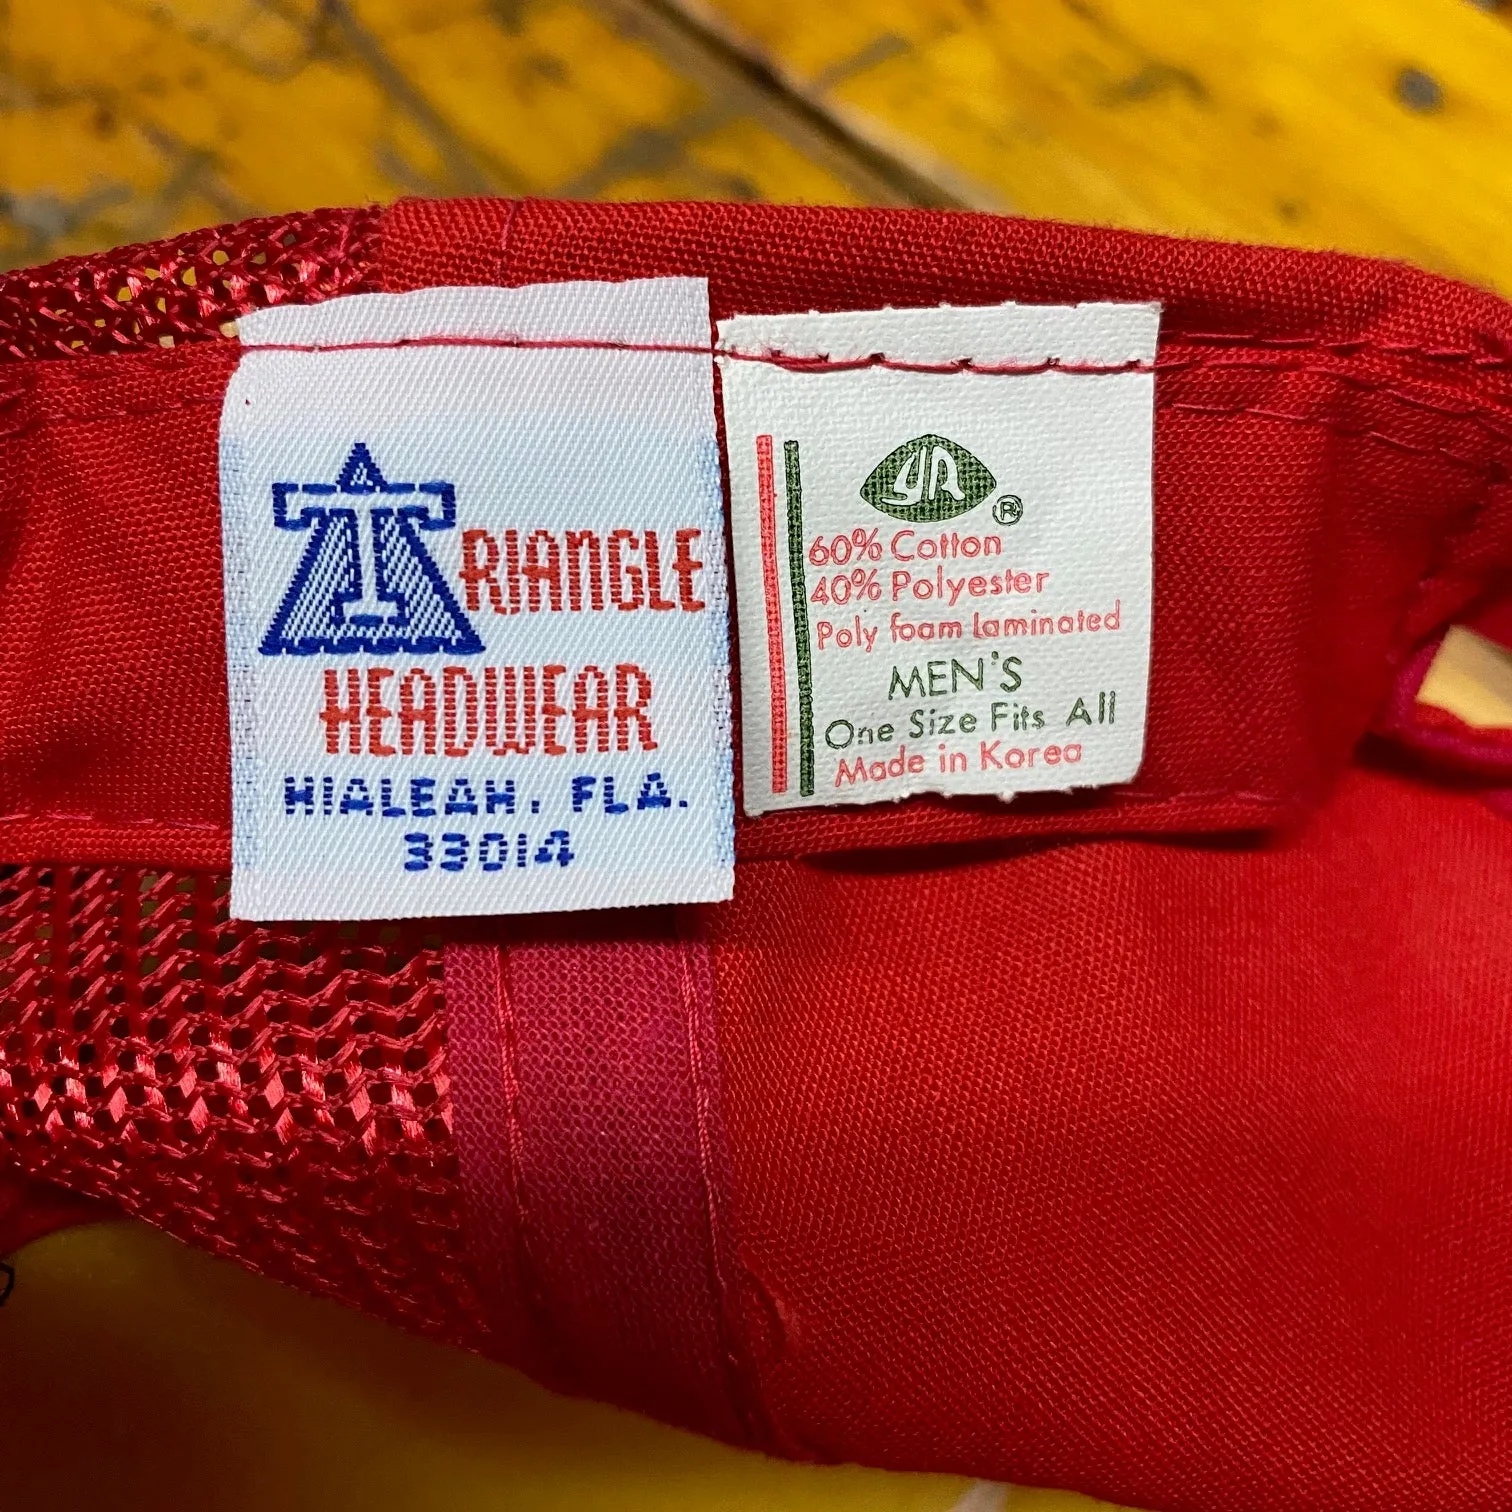 TRIANGLE
HEADWEAR
HIALEAH, FLA.
33014
YA ®
60% Cotton
40% Polyester
Poly foam Laminated
MEN'S
One Size Fits All
Made in Korea